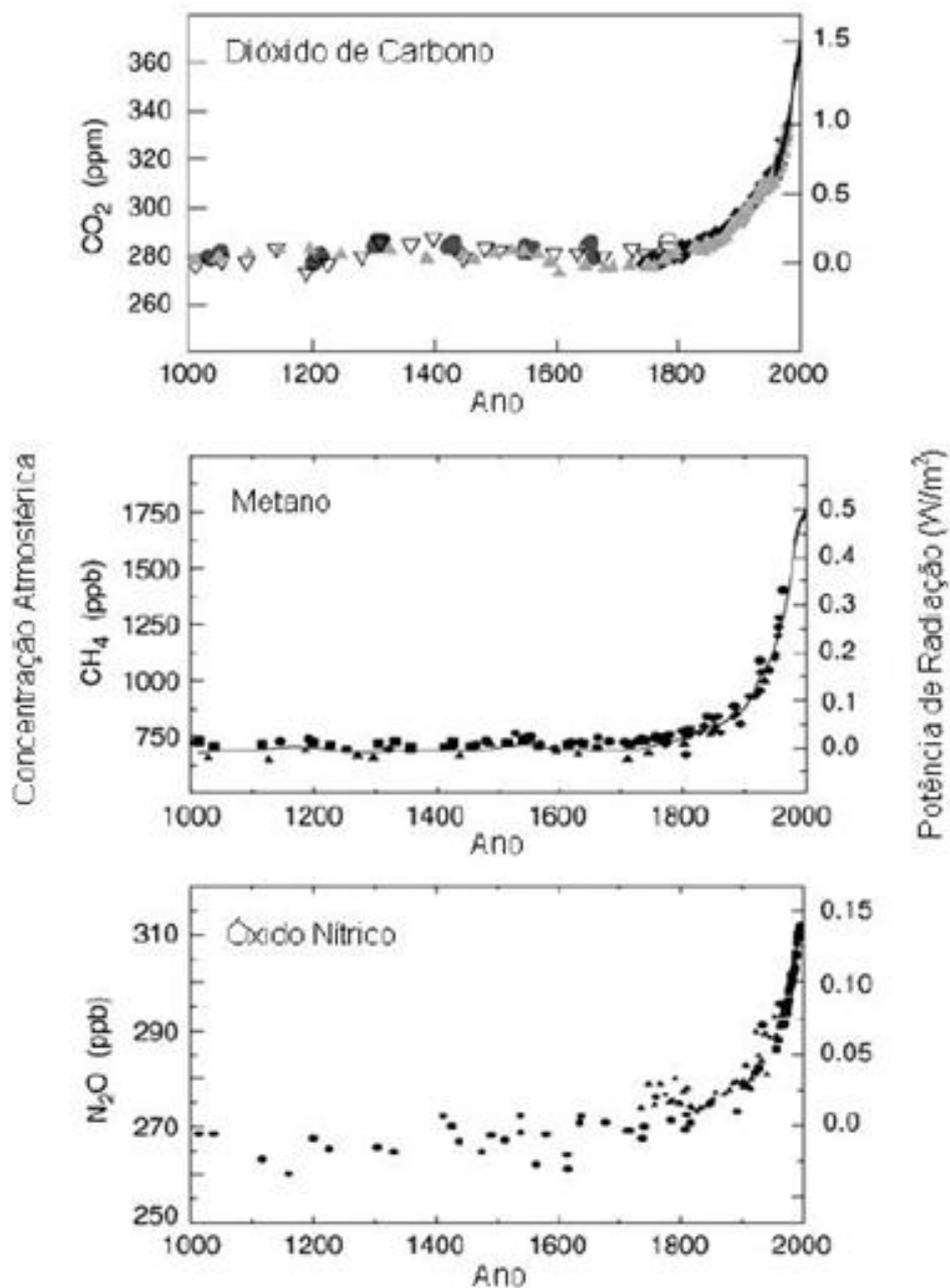 Dióxido de Carbono
CO₂ (ppm)
360
340
320
300
280
260
1.5
1.0
0.5
0.0
1000 1200 1400 1600 1800 2000
Ano
Concentração Atmosférica
Potência de Radiação (W/m²)
Metano
CH₄ (ppb)
1750
1500
1250
1000
750
0.5
0.4
0.3
0.2
0.1
0.0
1000 1200 1400 1600 1800 2000
Ano
Óxido Nítrico
N₂O (ppb)
310
290
270
250
0.15
0.10
0.05
0.0
1000 1200 1400 1600 1800 2000
Ano